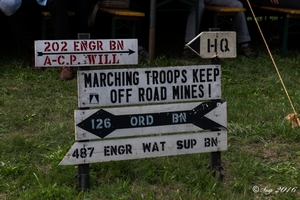 202 ENGR BN
A-C.P. WILL
HQ
MARCHING TROOPS KEEP
OFF ROAD MINES !
126 ORD BN
487 ENGR WAT SUP BN
2016